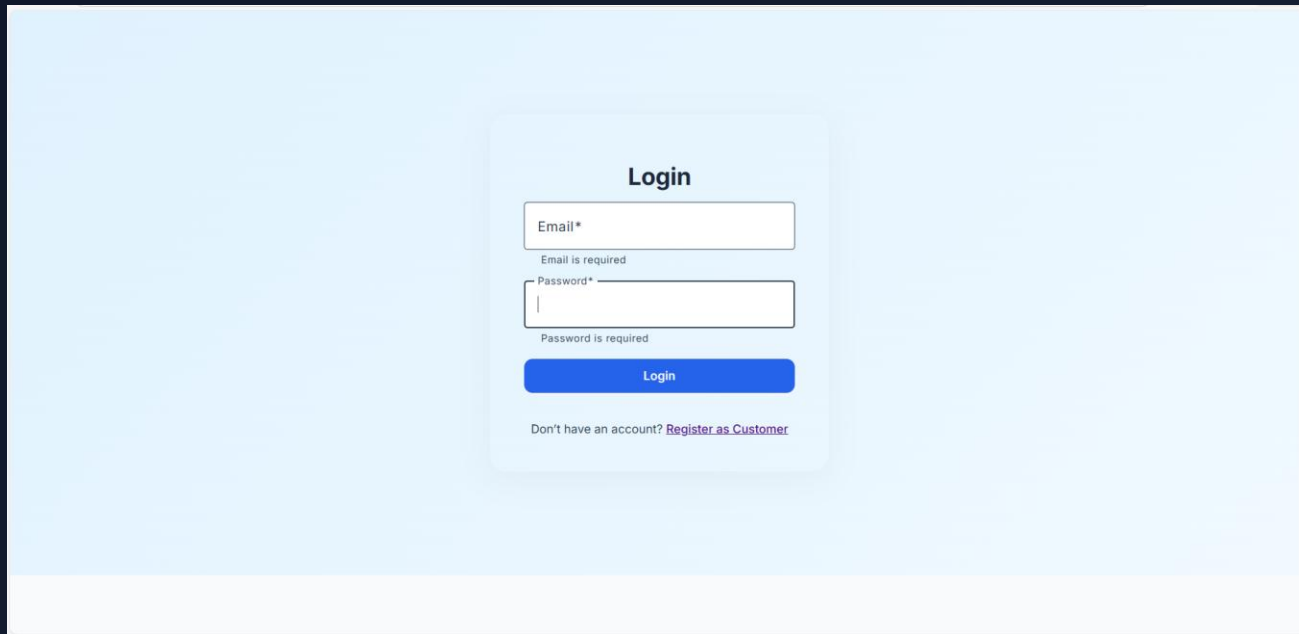 Login
Email*
Email is required
Password*
Password is required
Login
Don't have an account? Register as Customer